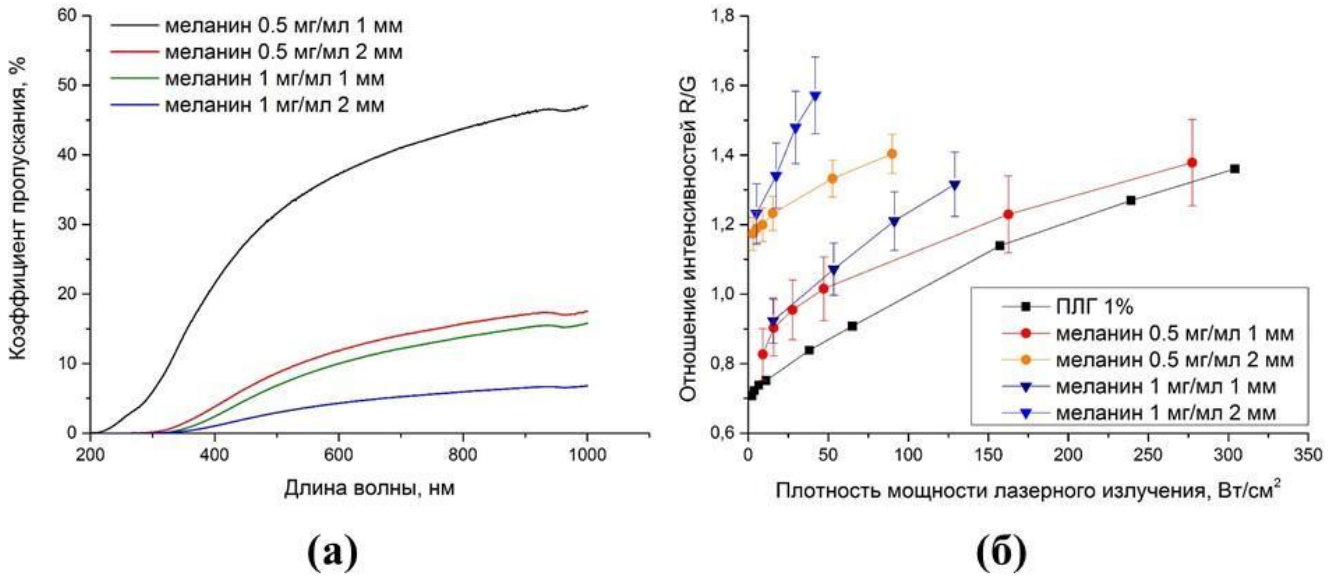 60
50
40
30
20
10
0
200
400
600
800
1000
Коэффициент пропускания, %
Длина волны, нм
меланин 0.5 мг/мл 1 мм
меланин 0.5 мг/мл 2 мм
меланин 1 мг/мл 1 мм
меланин 1 мг/мл 2 мм
(а)
1,8
1,6
1,4
1,2
1,0
0,8
0,6
0
50
100
150
200
250
300
350
Отношение интенсивностей R/G
Плотность мощности лазерного излучения, Вт/см²
ПЛГ 1%
меланин 0.5 мг/мл 1 мм
меланин 0.5 мг/мл 2 мм
меланин 1 мг/мл 1 мм
меланин 1 мг/мл 2 мм
(б)